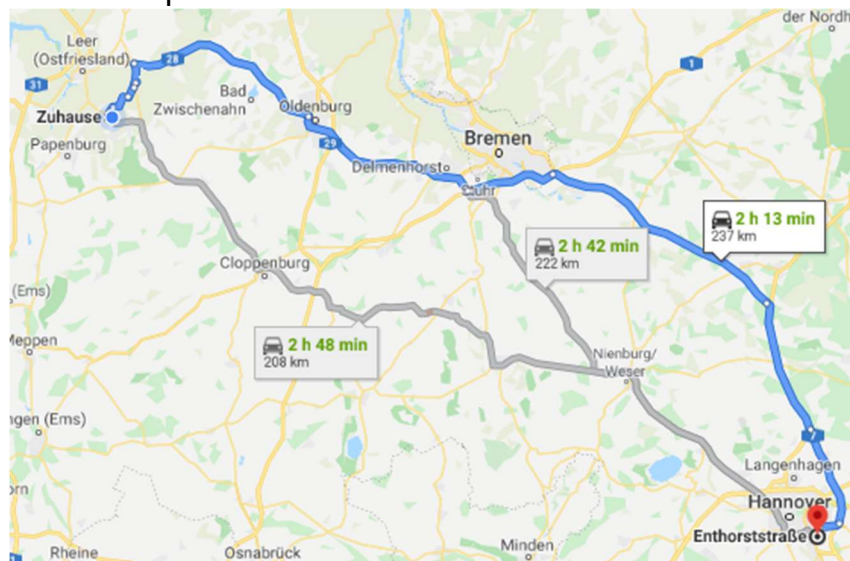 der Nordh
Leer
(Ostfriesland)
28
1
31
Bad
Zwischenahn
Oldenburg
Zuhause
29
Bremen
Papenburg
Delmenhorst
Stuhr
2 h 13 min
237 km
2 h 42 min
222 km
Cloppenburg
(Ems)
2 h 48 min
208 km
Meppen
Nienburg/
Weser
ngen (Ems)
7
Langenhagen
orn
Hannover
Enthorststraße
Rheine
Osnabrück
Minden